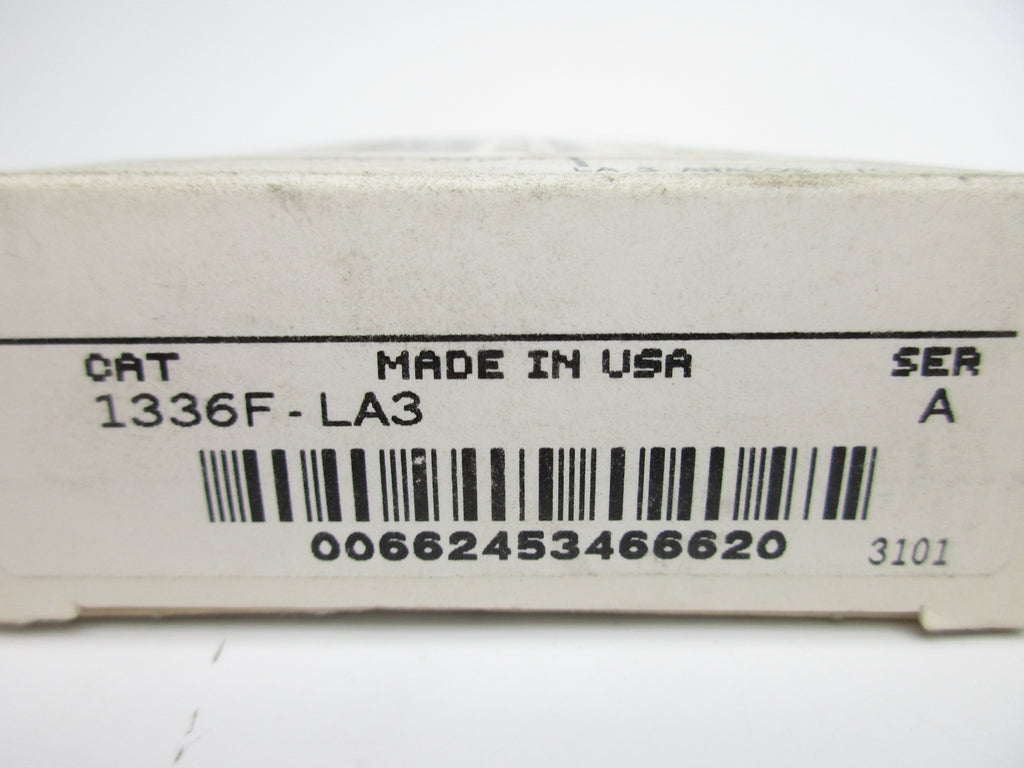 CAT MADE IN USA SER
1336F-LA3 A
00662453466620 3101